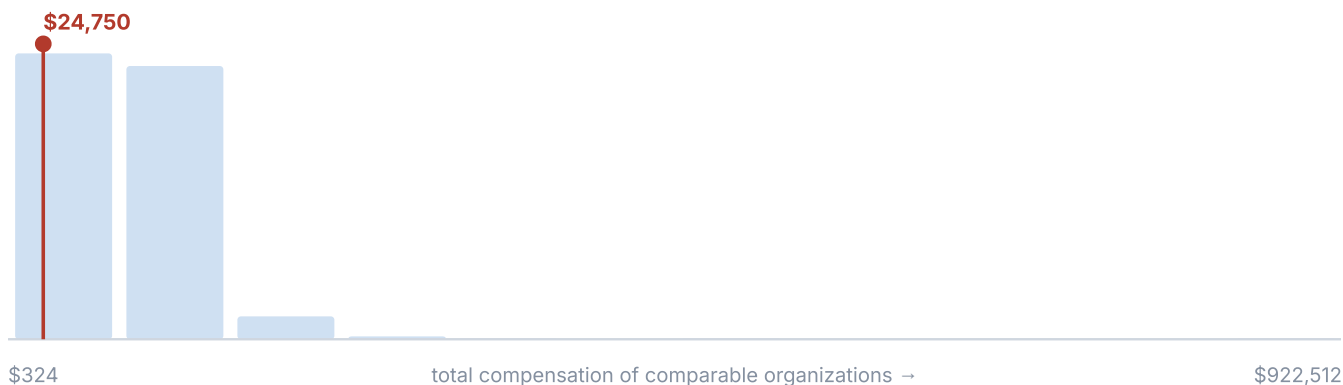 $24,750
$324 total compensation of comparable organizations → $922,512